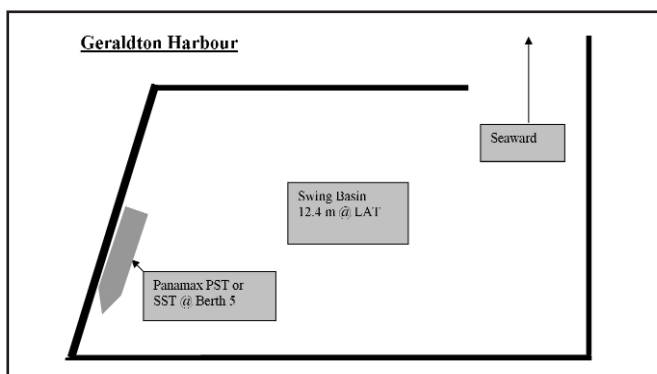 Geraldton Harbour
Seaward
Swing Basin
12.4 m @ LAT
Panamax PST or
SST @ Berth 5